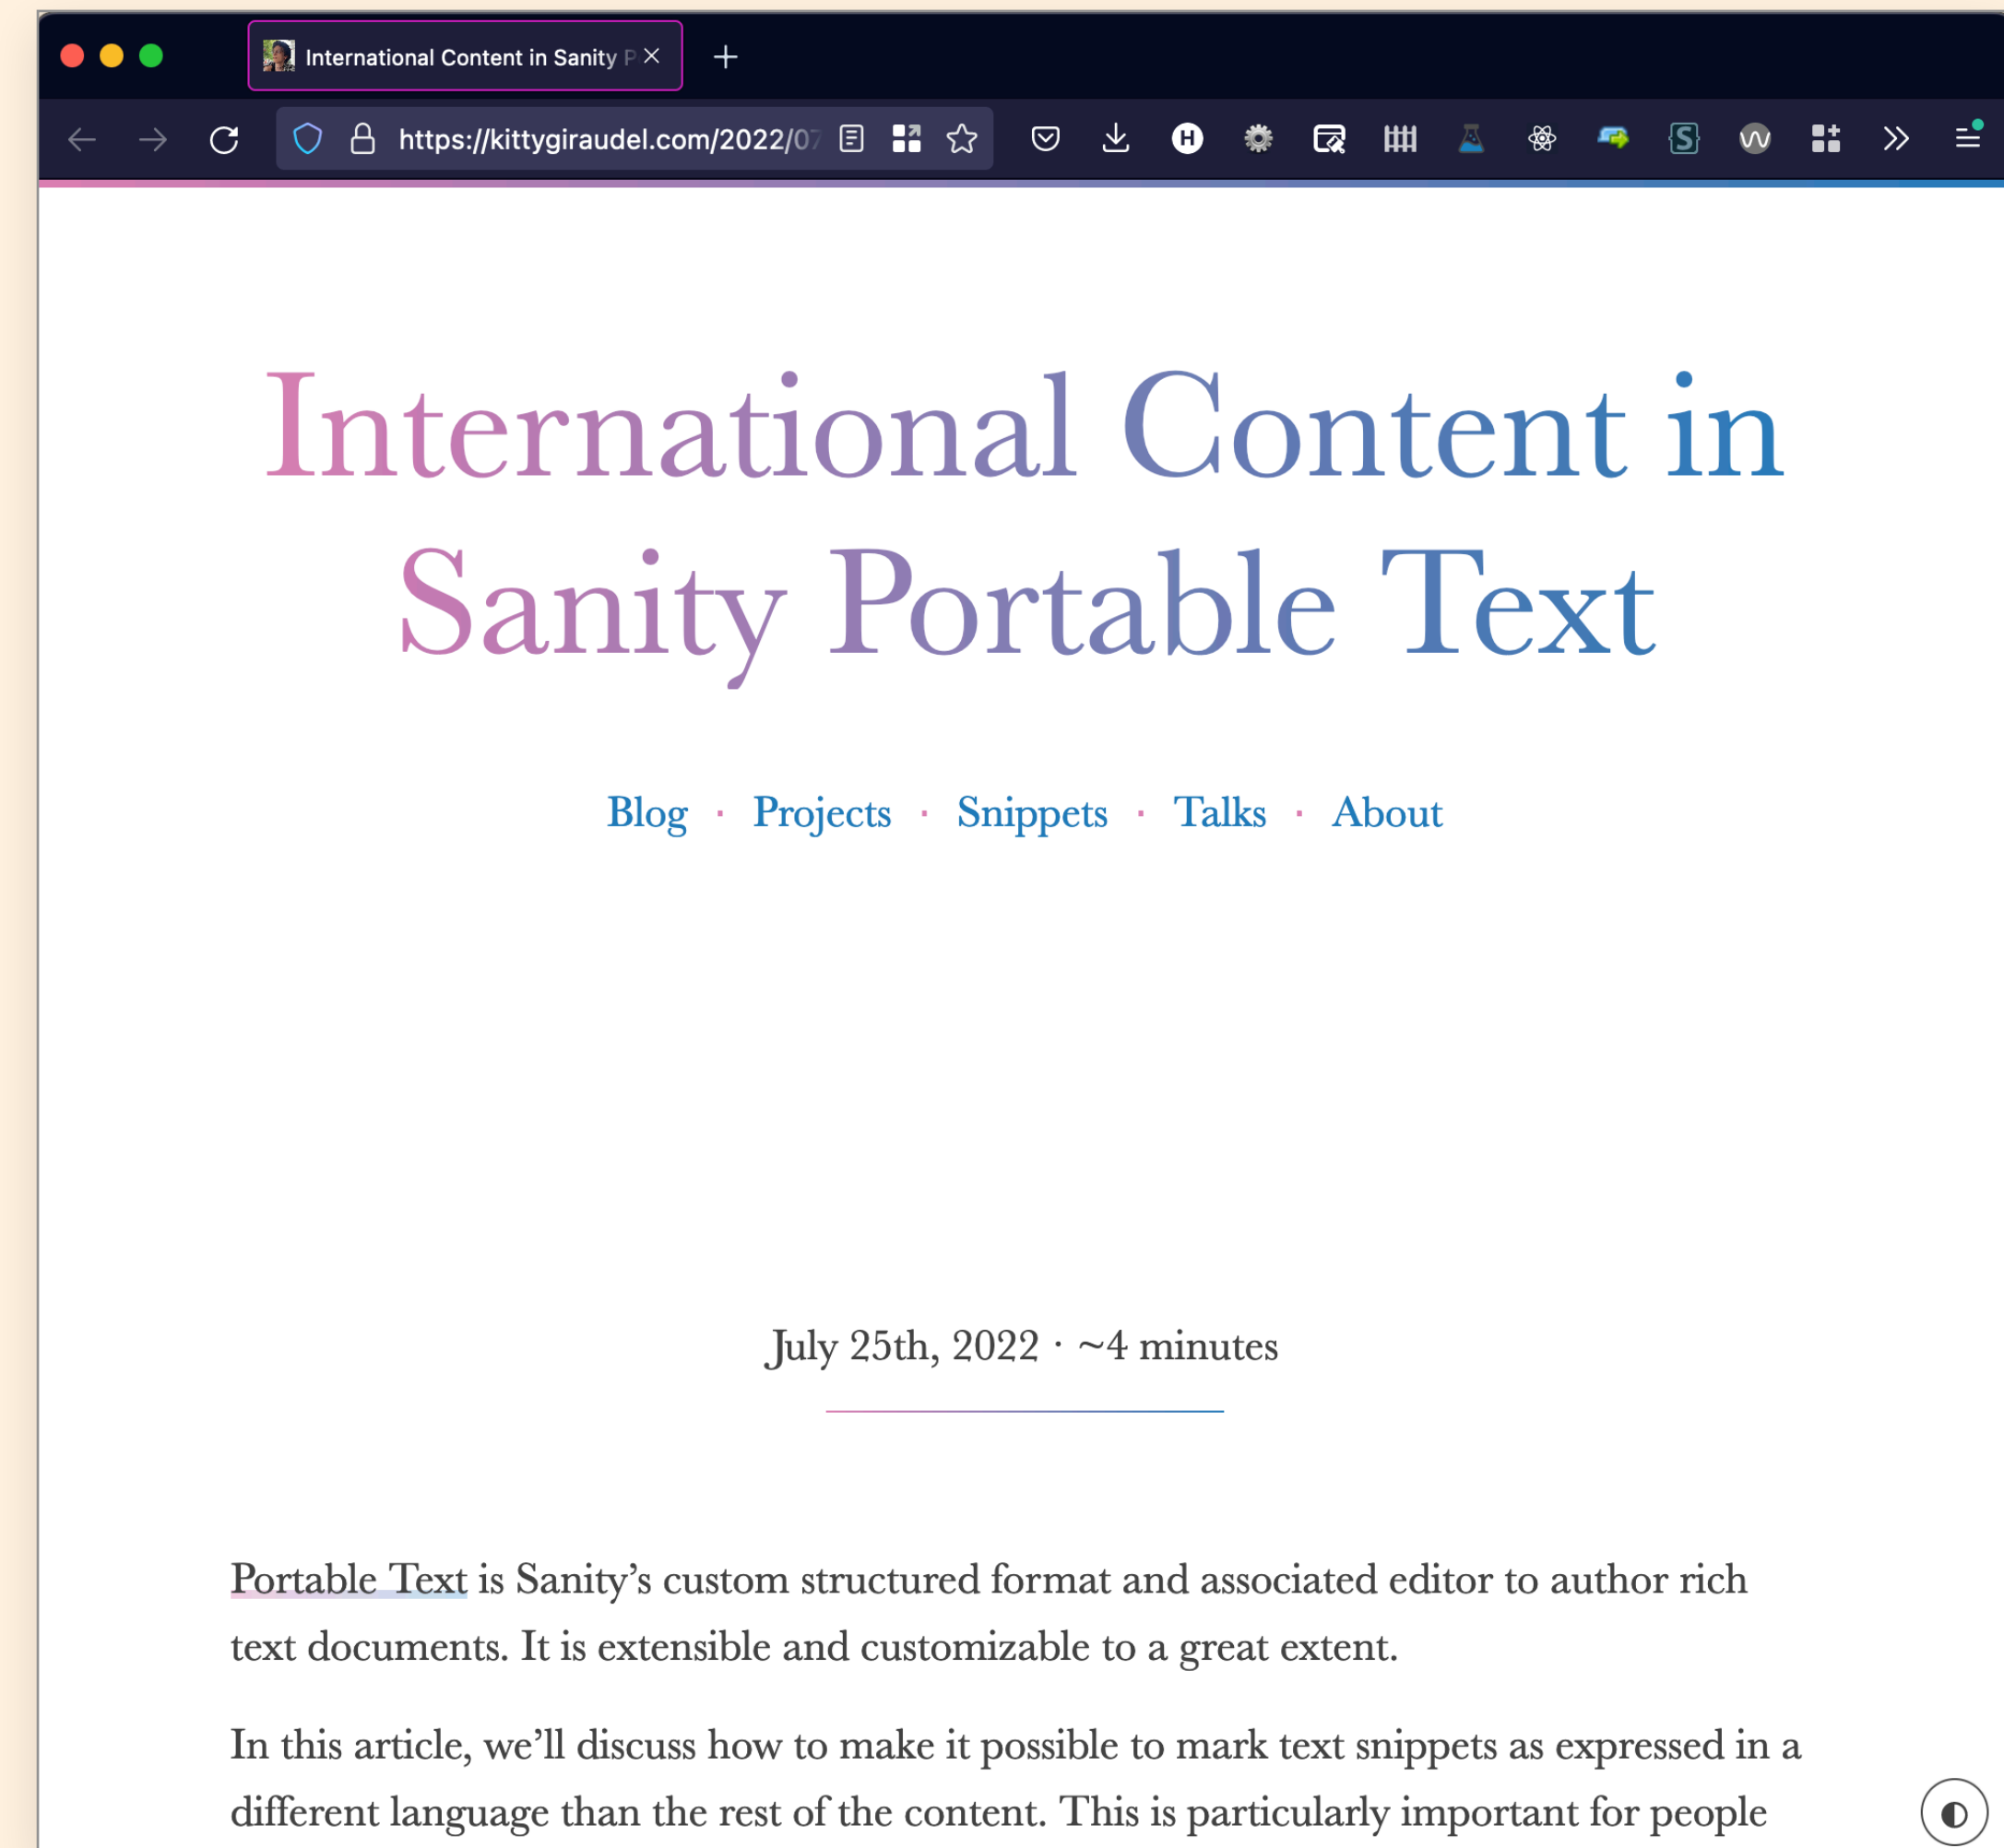 International Content in Sanity P
https://kittygiraudel.com/2022/07
International Content in
Sanity Portable Text
Blog · Projects · Snippets · Talks · About
July 25th, 2022 · ~4 minutes
Portable Text is Sanity’s custom structured format and associated editor to author rich
text documents. It is extensible and customizable to a great extent.
In this article, we’ll discuss how to make it possible to mark text snippets as expressed in a
different language than the rest of the content. This is particularly important for people